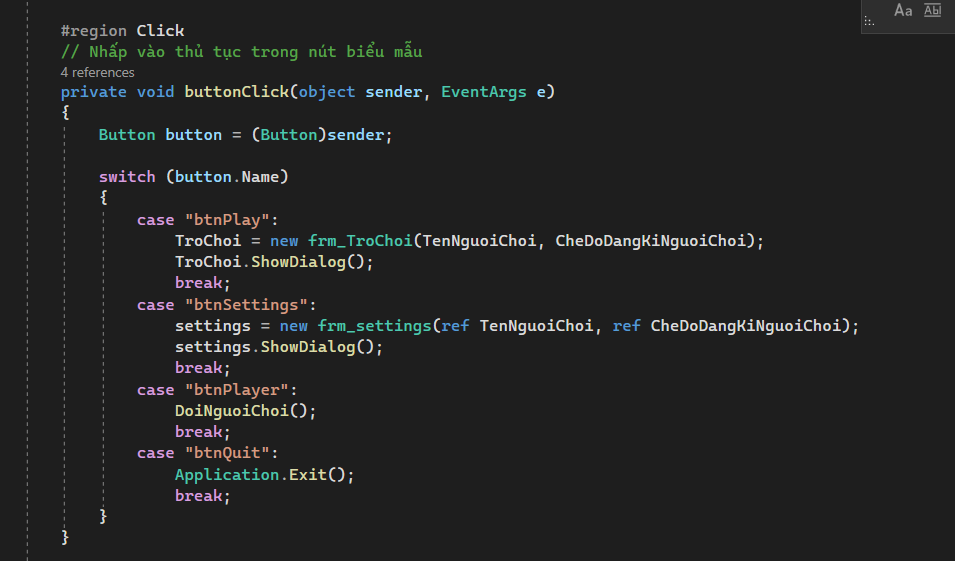 Aa Abl
#region Click
// Nhấp vào thủ tục trong nút biểu mẫu
4 references
private void buttonClick(object sender, EventArgs e)
{
Button button = (Button)sender;
switch (button.Name)
{
case "btnPlay":
TroChoi = new frm_TroChoi(TenNguoiChoi, CheDoDangKiNguoiChoi);
TroChoi.ShowDialog();
break;
case "btnSettings":
settings = new frm_settings(ref TenNguoiChoi, ref CheDoDangKiNguoiChoi);
settings.ShowDialog();
break;
case "btnPlayer":
DoiNguoiChoi();
break;
case "btnQuit":
Application.Exit();
break;
}
}